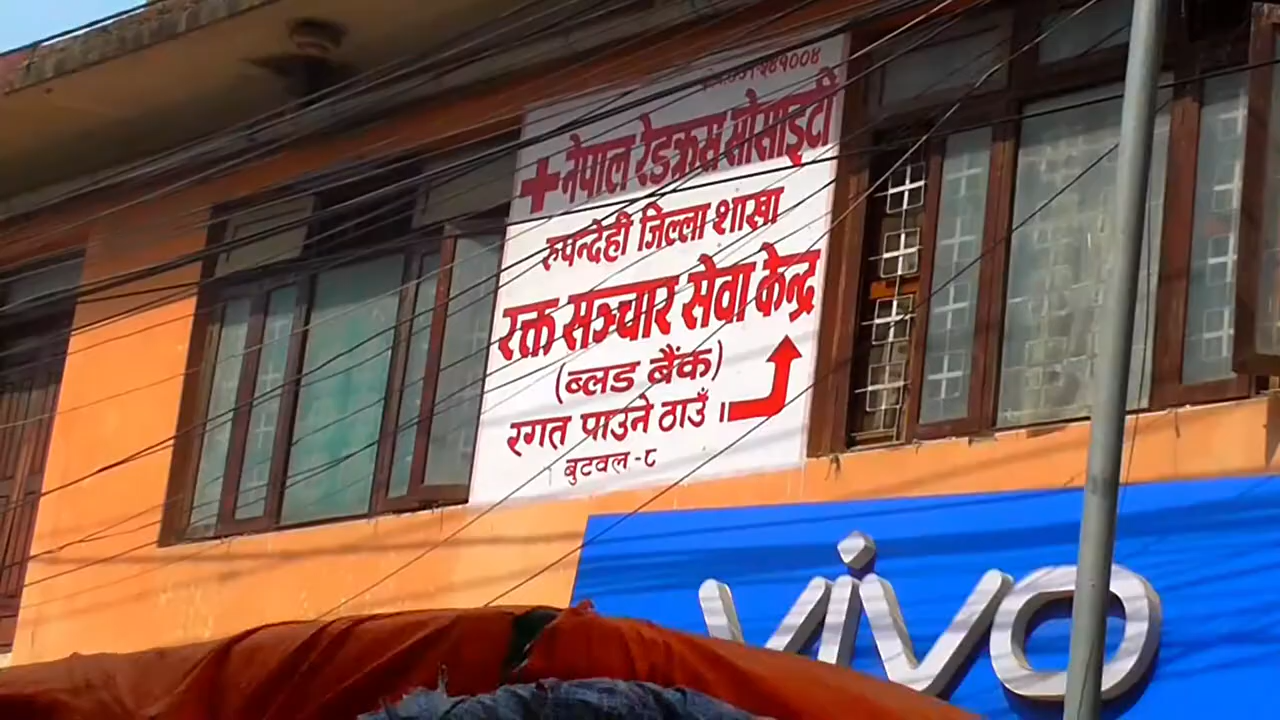 नेपाल रेडक्रस सोसाइटी
रुपन्देही जिल्ला शाखा
रक्त सञ्चार सेवा केन्द्र
(ब्लड बैंक)
रगत पाउने ठाउँ ।
बुटवल -८
vivo